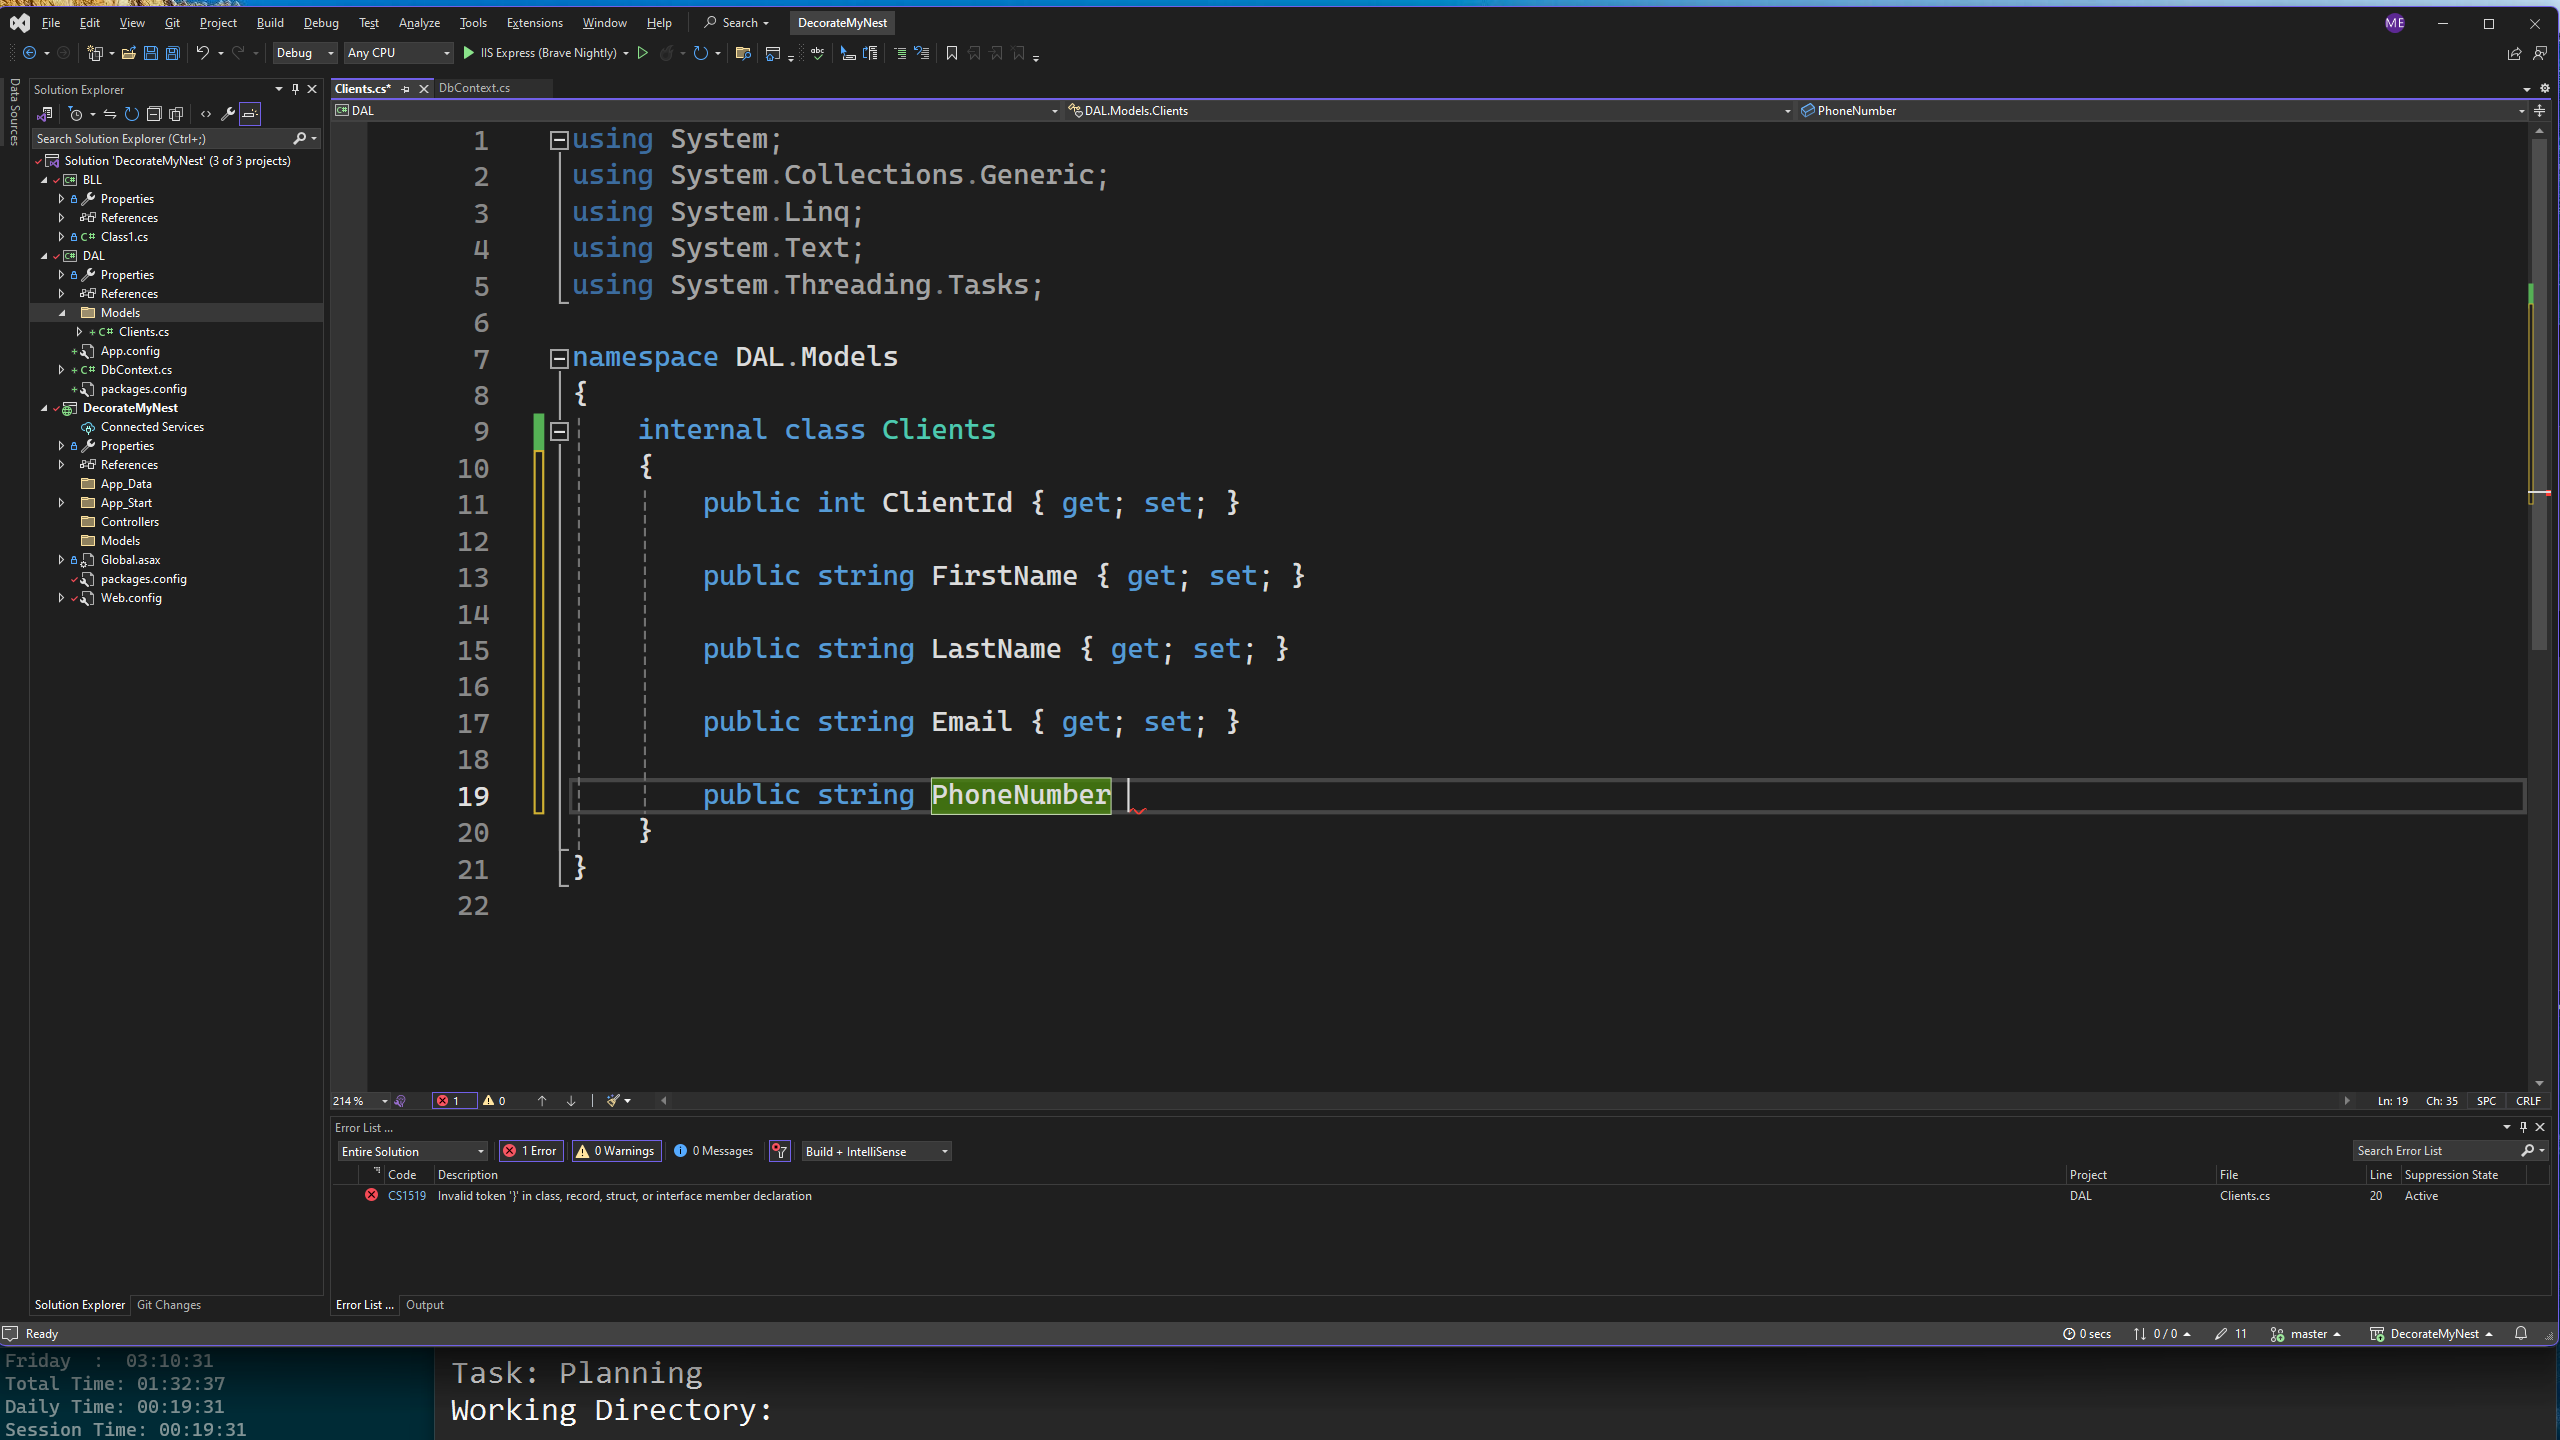 File Edit View Git Project Build Debug Test Analyze Tools Extensions Window Help Search DecorateMyNest ME
Debug Any CPU IIS Express (Brave Nightly)
Data Sources
Solution Explorer
Search Solution Explorer (Ctrl+;)
Solution 'DecorateMyNest' (3 of 3 projects)
BLL
Properties
References
C# Class1.cs
DAL
Properties
References
Models
C# Clients.cs
App.config
C# DbContext.cs
packages.config
DecorateMyNest
Connected Services
Properties
References
App_Data
App_Start
Controllers
Models
Global.asax
packages.config
Web.config
Solution Explorer Git Changes
Clients.cs* DbContext.cs
DAL DAL.Models.Clients PhoneNumber
1 using System;
2 using System.Collections.Generic;
3 using System.Linq;
4 using System.Text;
5 using System.Threading.Tasks;
6
7 namespace DAL.Models
8 {
9 internal class Clients
10 {
11 public int ClientId { get; set; }
12
13 public string FirstName { get; set; }
14
15 public string LastName { get; set; }
16
17 public string Email { get; set; }
18
19 public string PhoneNumber
20 }
21 }
22
214 % 1 0 Ln: 19 Ch: 35 SPC CRLF
Error List ...
Entire Solution 1 Error 0 Warnings 0 Messages Build + IntelliSense Search Error List
Code Description Project File Line Suppression State
CS1519 Invalid token '}' in class, record, struct, or interface member declaration DAL Clients.cs 20 Active
Error List ... Output
Ready 0 secs 0 / 0 11 master DecorateMyNest
Friday : 03:10:31
Total Time: 01:32:37
Daily Time: 00:19:31
Session Time: 00:19:31
Task: Planning
Working Directory: